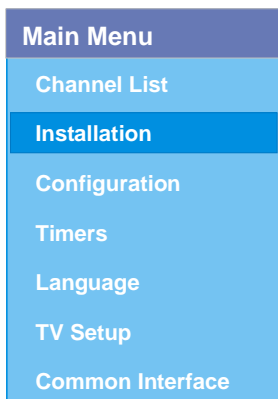 Main Menu
Channel List
Installation
Configuration
Timers
Language
TV Setup
Common Interface